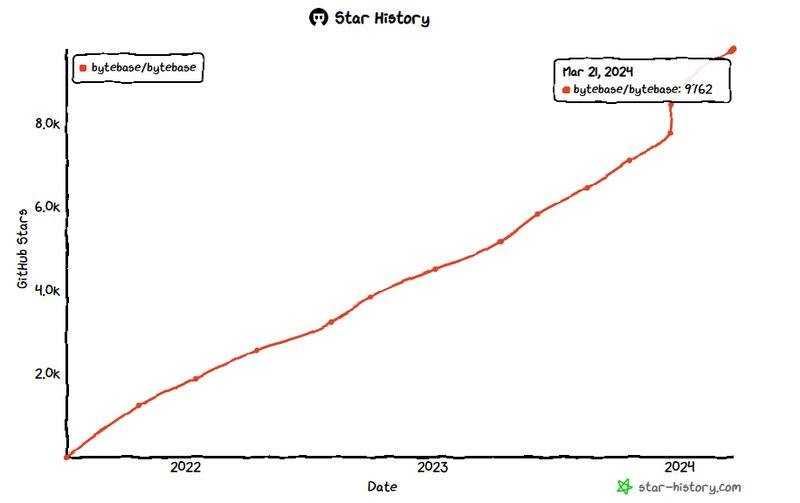 Star History
bytebase/bytebase
Mar 21, 2024
bytebase/bytebase: 9762
8.0k
6.0k
4.0k
2.0k
GitHub Stars
2022
2023
2024
Date
star-history.com